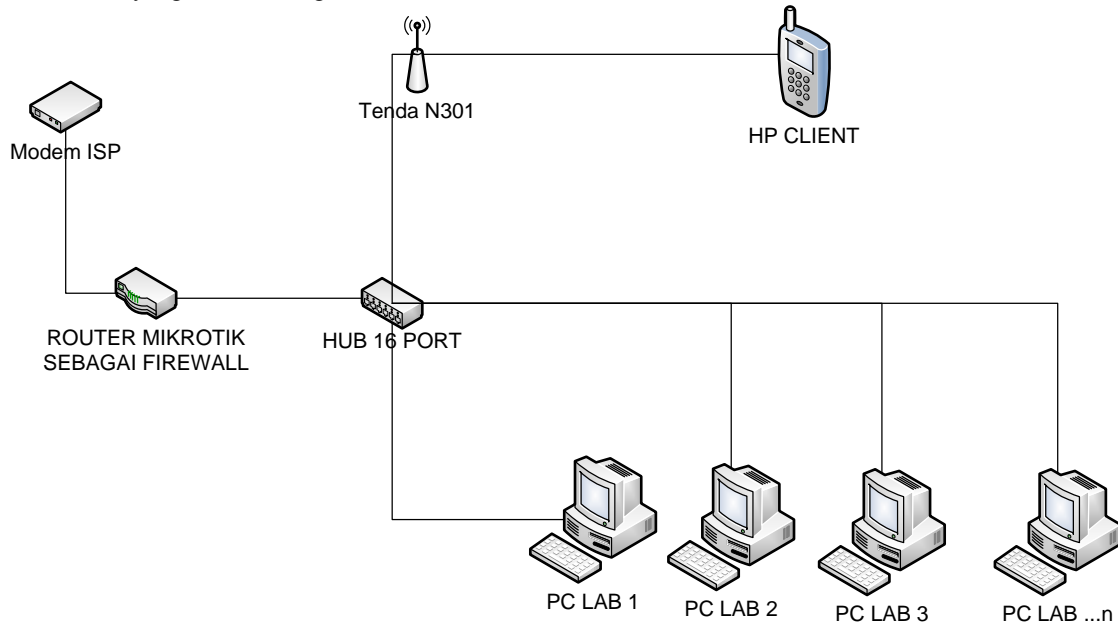 Tenda N301
HP CLIENT
Modem ISP
ROUTER MIKROTIK
SEBAGAI FIREWALL
HUB 16 PORT
PC LAB 1
PC LAB 2
PC LAB 3
PC LAB ...n